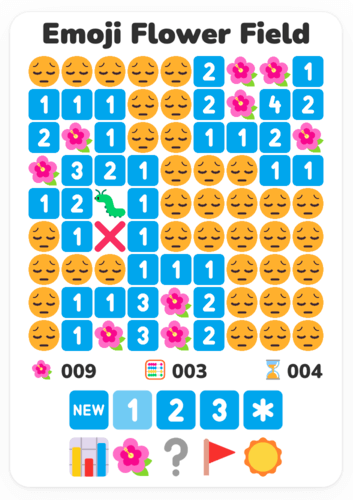 Emoji Flower Field
2 1
1 1 1 2 4 2
2 1 1 1 2
3 2 1 1 1
1 2 1
1 1
1 1 1
1 1 3 2
1 3 2
009 003 004
NEW 1 2 3 *
?